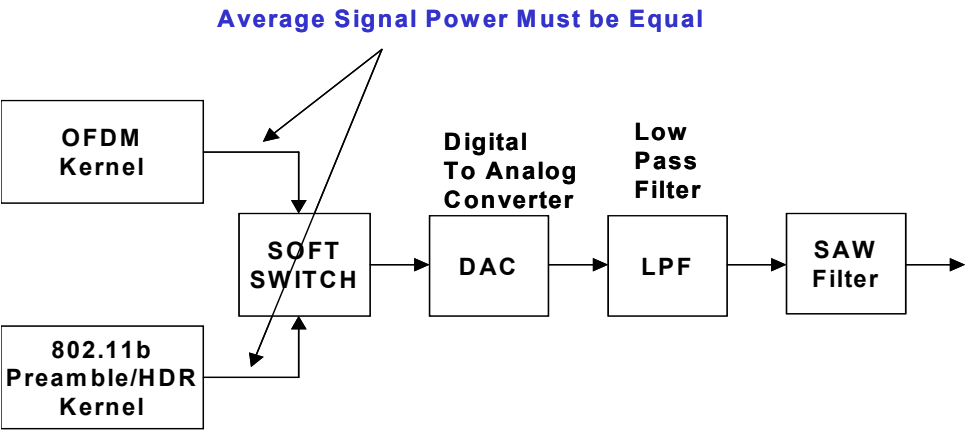 Average Signal Power Must be Equal
OFDM
Kernel
Digital
To Analog
Converter
Low
Pass
Filter
SOFT
SWITCH
DAC
LPF
SAW
Filter
802.11b
Preamble/HDR
Kernel